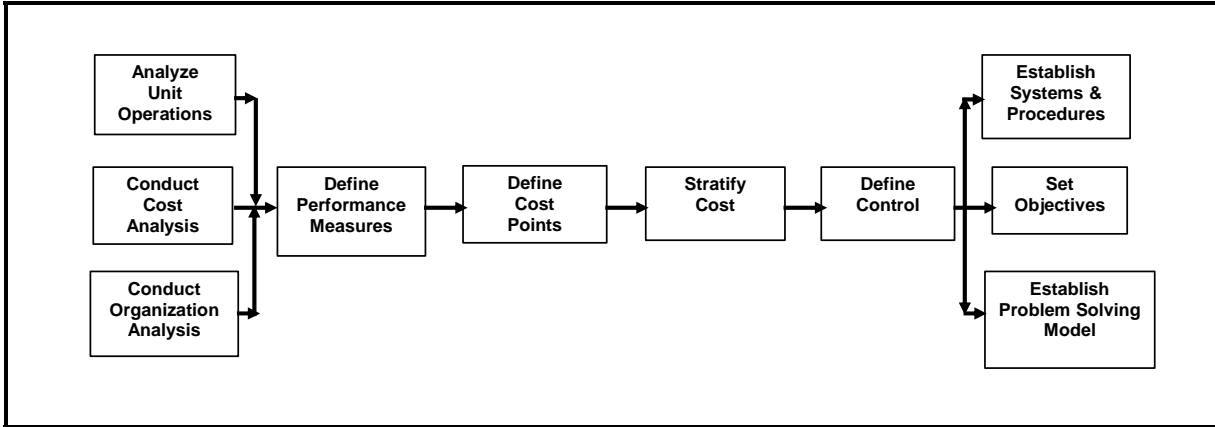 Analyze
Unit
Operations
Conduct
Cost
Analysis
Conduct
Organization
Analysis
Define
Performance
Measures
Define
Cost
Points
Stratify
Cost
Define
Control
Establish
Systems &
Procedures
Set
Objectives
Establish
Problem Solving
Model